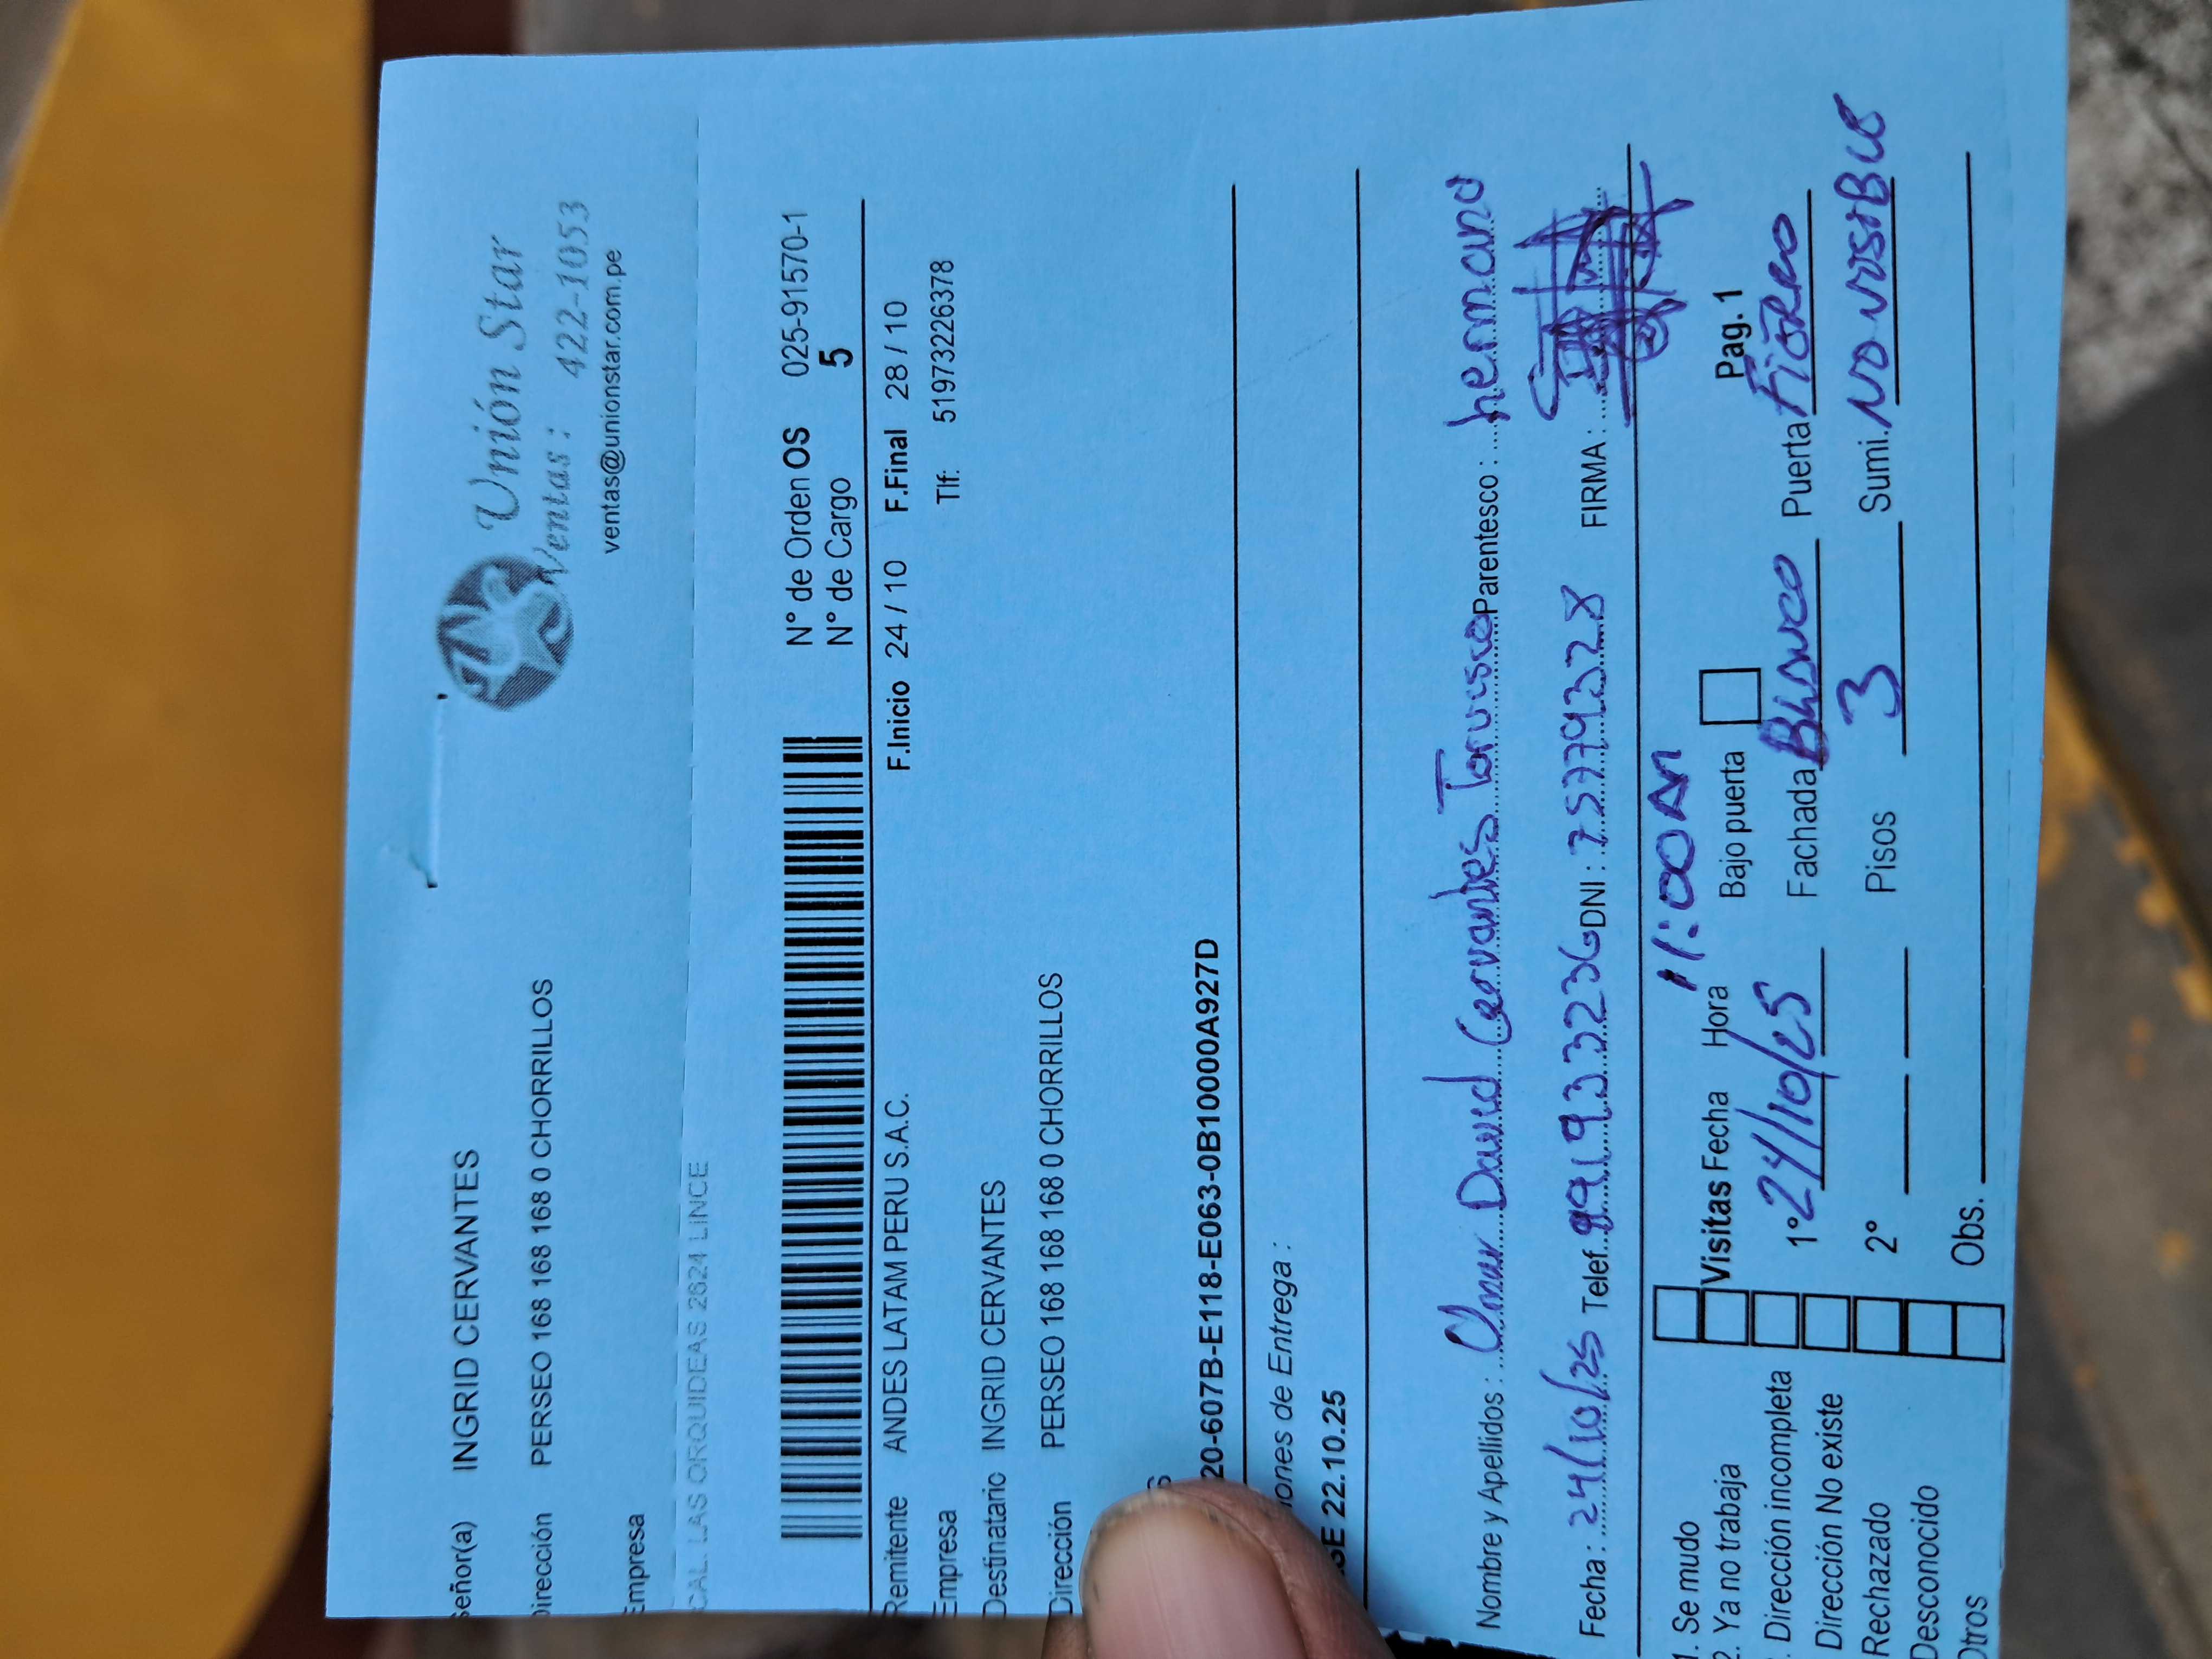 Unión Star
Ventas : 422-1053
ventas@unionstar.com.pe
Señor(a) INGRID CERVANTES
Dirección PERSEO 168 168 168 0 CHORRILLOS
Empresa
CAL. LAS ORQUIDEAS 2624 LINCE
N° de Orden OS 025-91570-1
N° de Cargo 5
Remitente ANDES LATAM PERU S.A.C. F.Inicio 24 / 10 F.Final 28 / 10
Empresa Tlf: 51973226378
Destinatario INGRID CERVANTES
Dirección PERSEO 168 168 168 0 CHORRILLOS
20-607B-E118-E063-0B10000A927D
iones de Entrega :
SE 22.10.25
Nombre y Apellidos : Omar David Cervantes Parentesco : hermano
Fecha : 24/10/25 Telef. 991933236 DNI : 75779328 FIRMA :
11:00AM
1. Se mudo
2. Ya no trabaja
. Dirección incompleta
Dirección No existe
Rechazado
Desconocido
Otros
Visitas Fecha Hora Bajo puerta Pag. 1
1° 24/10/25 Fachada Blanco Puerta Fierro
2° Pisos 3 Sumi. NO VISIBLE
Obs.